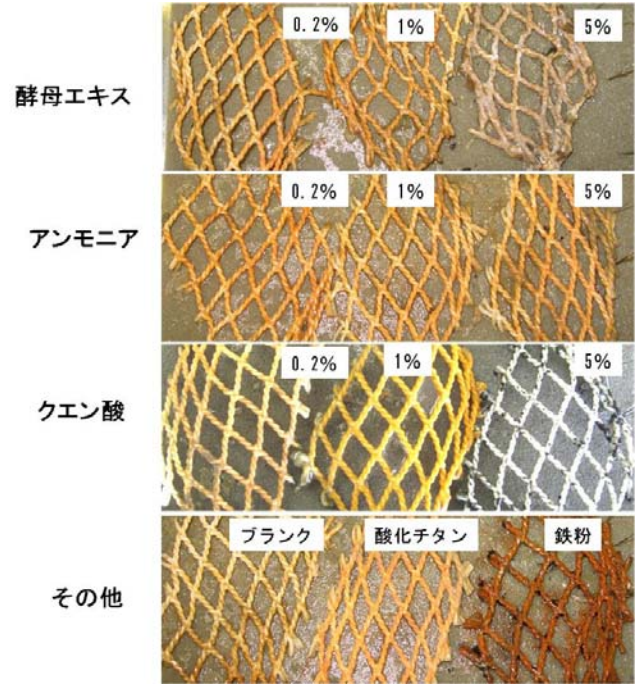 0.2% 1% 5%
酵母エキス
0.2% 1% 5%
アンモニア
0.2% 1% 5%
クエン酸
ブランク 酸化チタン 鉄粉
その他